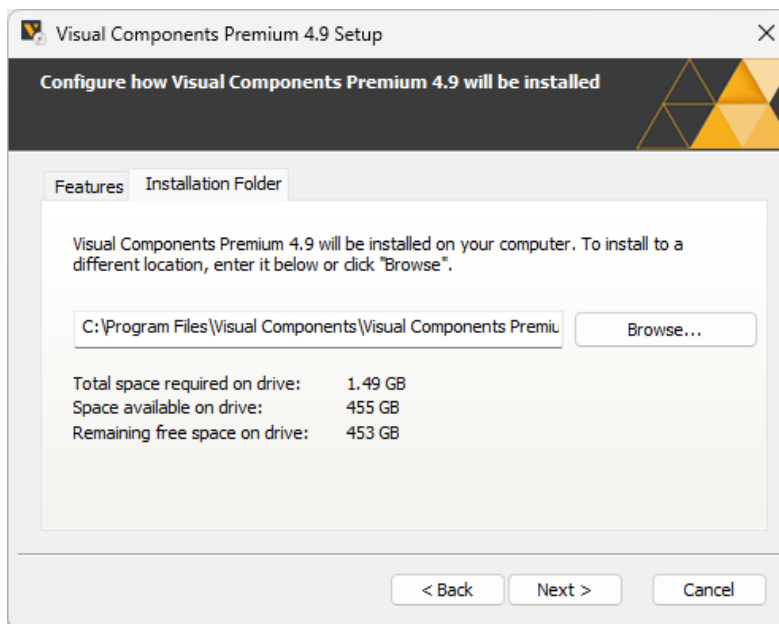 Visual Components Premium 4.9 Setup
Configure how Visual Components Premium 4.9 will be installed
Features
Installation Folder
Visual Components Premium 4.9 will be installed on your computer. To install to a
different location, enter it below or click "Browse".
C:\Program Files\Visual Components\Visual Components Premiu
Browse...
Total space required on drive: 1.49 GB
Space available on drive: 455 GB
Remaining free space on drive: 453 GB
< Back
Next >
Cancel